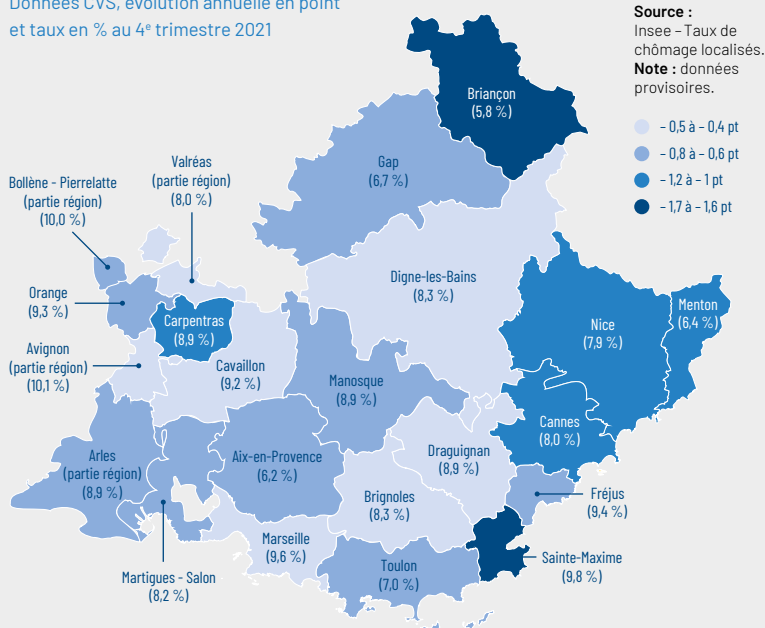 Données CVS, évolution annuelle en point
et taux en % au 4e trimestre 2021
Source :
Insee – Taux de
chômage localisés.
Note : données
provisoires.
– 0,5 à – 0,4 pt
– 0,8 à – 0,6 pt
– 1,2 à – 1 pt
– 1,7 à – 1,6 pt
Briançon
(5,8 %)
Gap
(6,7 %)
Valréas
(partie région)
(8,0 %)
Bollène - Pierrelatte
(partie région)
(10,0 %)
Orange
(9,3 %)
Avignon
(partie région)
(10,1 %)
Carpentras
(8,9 %)
Cavaillon
(9,2 %)
Digne-les-Bains
(8,3 %)
Manosque
(8,9 %)
Nice
(7,9 %)
Menton
(6,4 %)
Cannes
(8,0 %)
Arles
(partie région)
(8,9 %)
Aix-en-Provence
(6,2 %)
Draguignan
(8,9 %)
Brignoles
(8,3 %)
Fréjus
(9,4 %)
Marseille
(9,6 %)
Martigues - Salon
(8,2 %)
Toulon
(7,0 %)
Sainte-Maxime
(9,8 %)